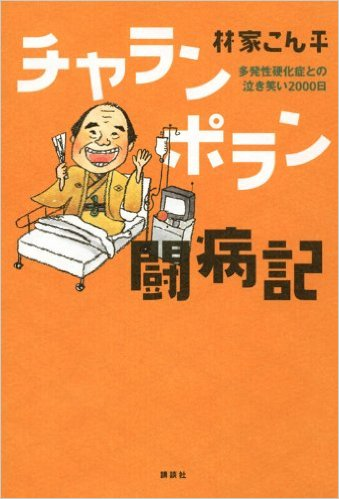 林家こん平
多発性硬化症との
泣き笑い2000日
チャラン
ポラン
闘病記
講談社